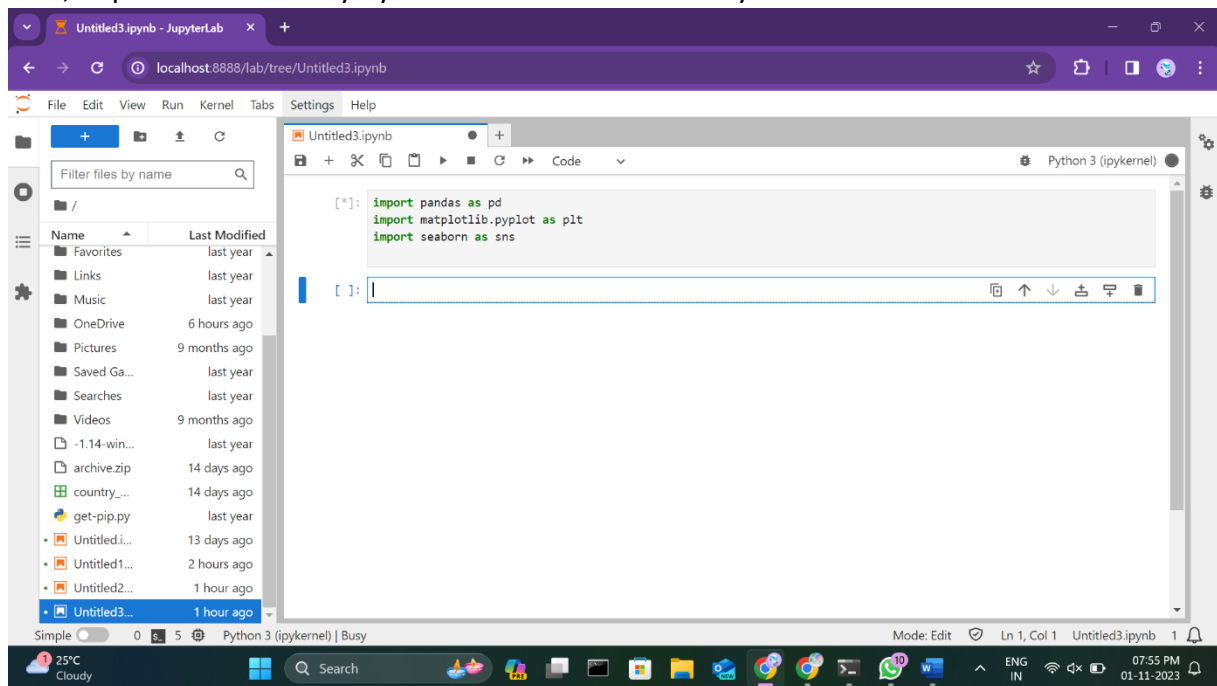 Untitled3.ipynb - JupyterLab
localhost:8888/lab/tree/Untitled3.ipynb
File Edit View Run Kernel Tabs Settings Help
Untitled3.ipynb
Code
Python 3 (ipykernel)
Filter files by name
/
Name Last Modified
Favorites last year
Links last year
Music last year
OneDrive 6 hours ago
Pictures 9 months ago
Saved Ga... last year
Searches last year
Videos 9 months ago
-1.14-win... last year
archive.zip 14 days ago
country_... 14 days ago
get-pip.py last year
Untitled.i... 13 days ago
Untitled1... 2 hours ago
Untitled2... 1 hour ago
Untitled3... 1 hour ago
[*]: import pandas as pd
import matplotlib.pyplot as plt
import seaborn as sns
[ ]:
Simple 0 $_ 5 Python 3 (ipykernel) | Busy Mode: Edit Ln 1, Col 1 Untitled3.ipynb 1
1 25°C
Cloudy
Search
PRE
NEW
10
ENG
IN
07:55 PM
01-11-2023